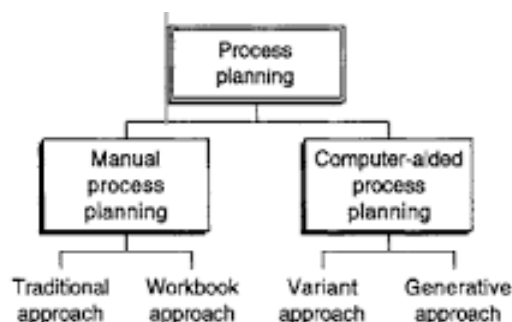 Process
planning
Manual
process
planning
Computer-aided
process
planning
Traditional
approach
Workbook
approach
Variant
approach
Generative
approach